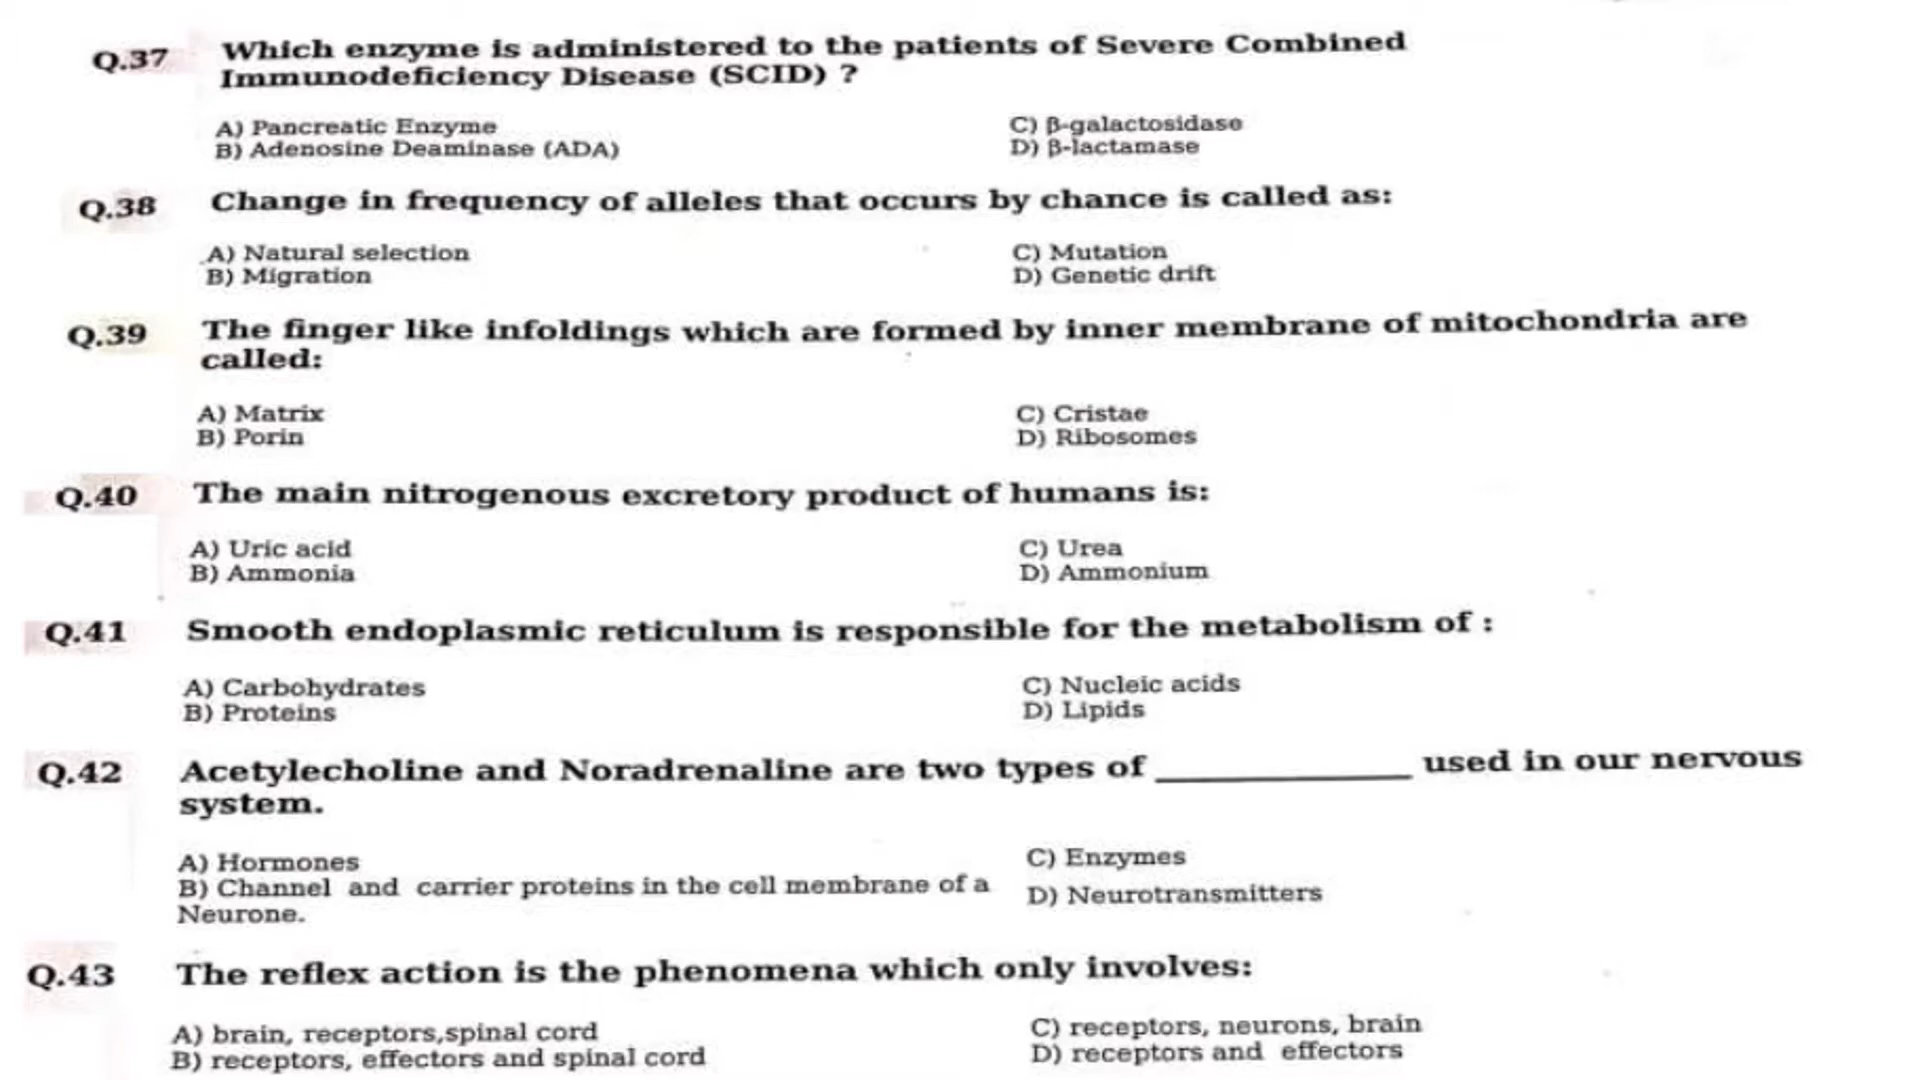 Q.37 Which enzyme is administered to the patients of Severe Combined
Immunodeficiency Disease (SCID) ?
A) Pancreatic Enzyme
B) Adenosine Deaminase (ADA)
C) β-galactosidase
D) β-lactamase
Q.38 Change in frequency of alleles that occurs by chance is called as:
A) Natural selection
B) Migration
C) Mutation
D) Genetic drift
Q.39 The finger like infoldings which are formed by inner membrane of mitochondria are
called:
A) Matrix
B) Porin
C) Cristae
D) Ribosomes
Q.40 The main nitrogenous excretory product of humans is:
A) Uric acid
B) Ammonia
C) Urea
D) Ammonium
Q.41 Smooth endoplasmic reticulum is responsible for the metabolism of :
A) Carbohydrates
B) Proteins
C) Nucleic acids
D) Lipids
Q.42 Acetylecholine and Noradrenaline are two types of ____________ used in our nervous
system.
A) Hormones
B) Channel and carrier proteins in the cell membrane of a
Neurone.
C) Enzymes
D) Neurotransmitters
Q.43 The reflex action is the phenomena which only involves:
A) brain, receptors,spinal cord
B) receptors, effectors and spinal cord
C) receptors, neurons, brain
D) receptors and effectors